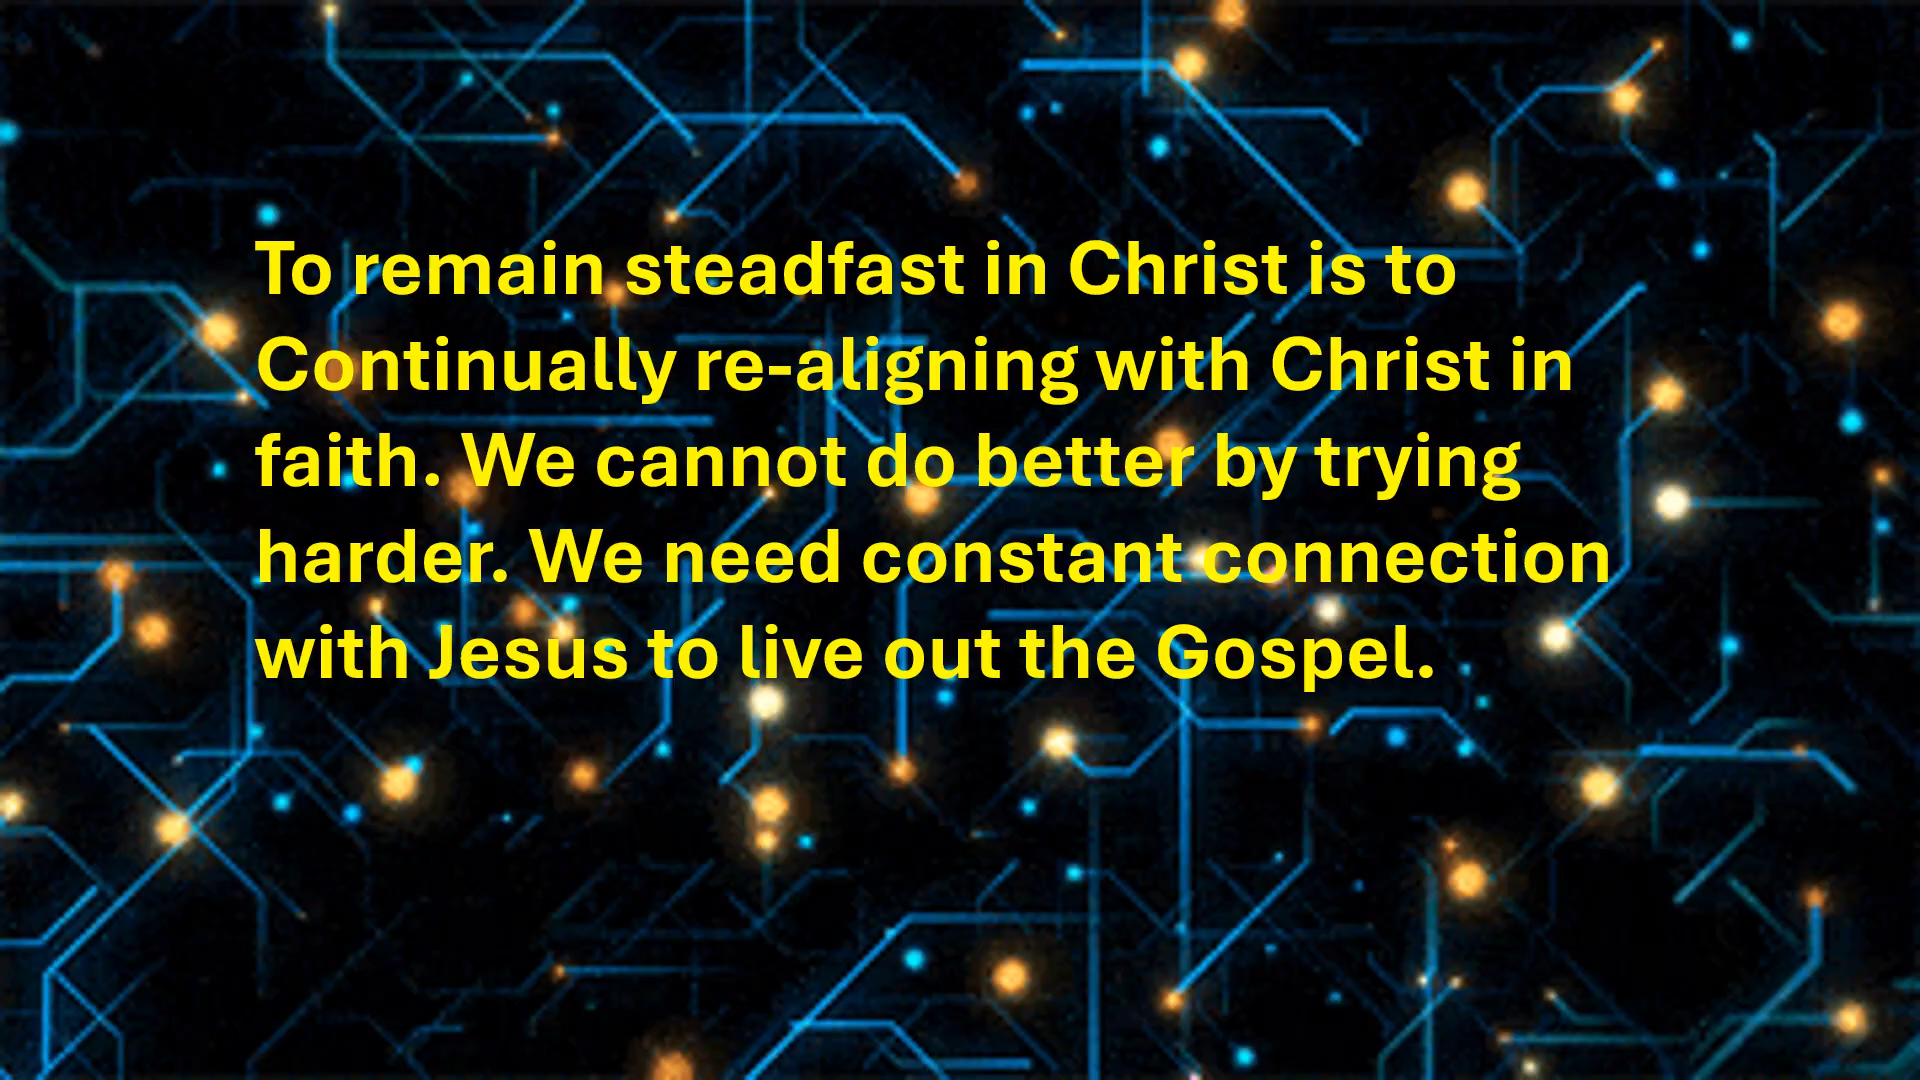 To remain steadfast in Christ is to
Continually re-aligning with Christ in
faith. We cannot do better by trying
harder. We need constant connection
with Jesus to live out the Gospel.